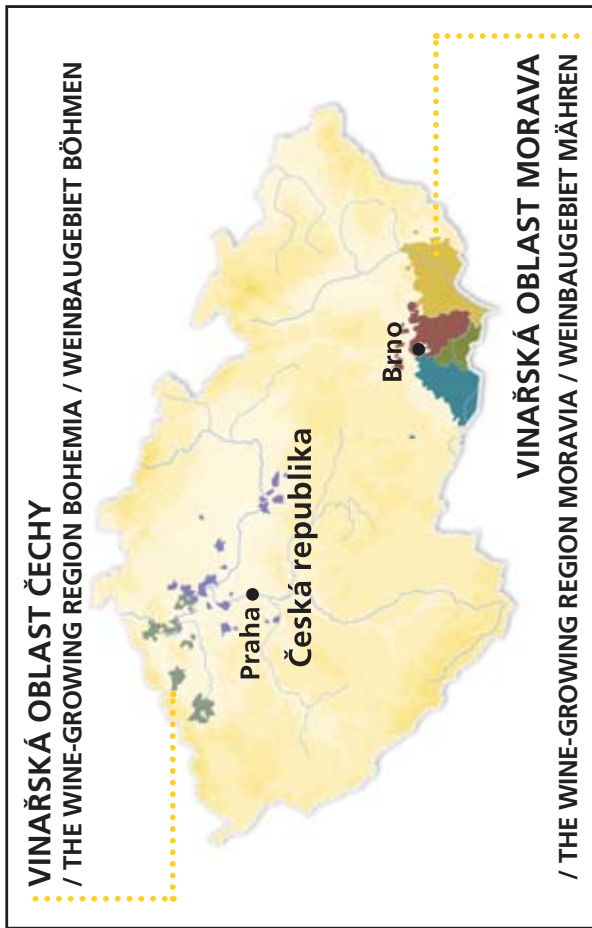 VINAŘSKÁ OBLAST ČECHY
/ THE WINE-GROWING REGION BOHEMIA / WEINBAUGEBIET BÖHMEN
Praha
Česká republika
Brno
VINAŘSKÁ OBLAST MORAVA
/ THE WINE-GROWING REGION MORAVIA / WEINBAUGEBIET MÄHREN